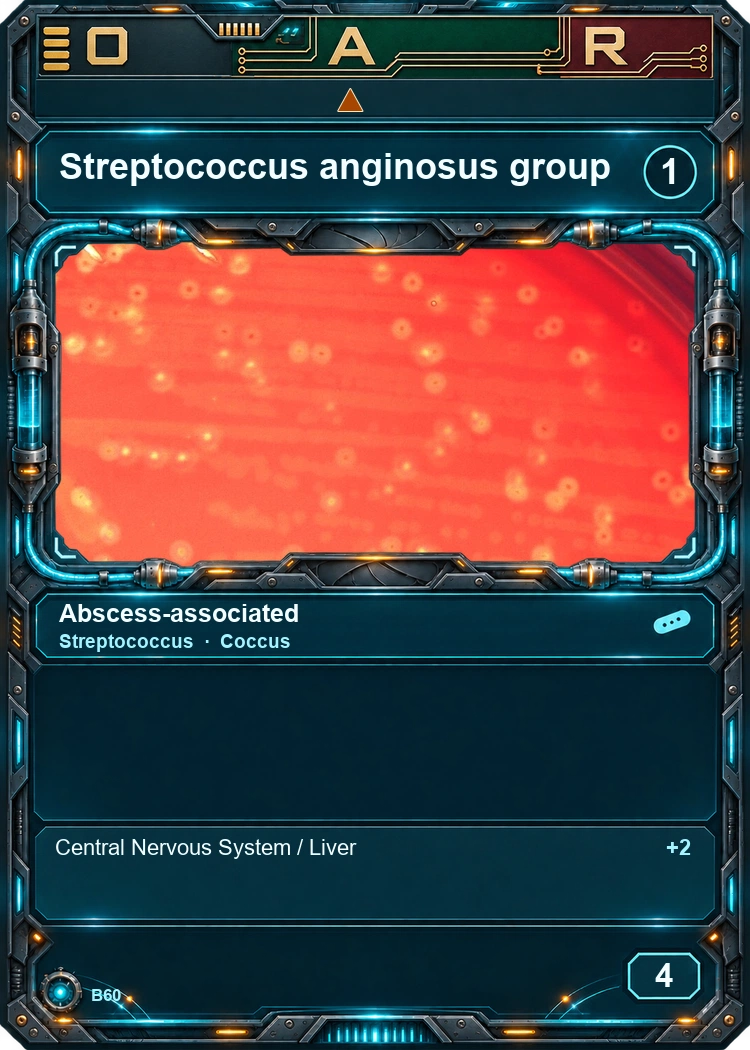 O A R
Streptococcus anginosus group 1
Abscess-associated
Streptococcus · Coccus
Central Nervous System / Liver +2
4
B60